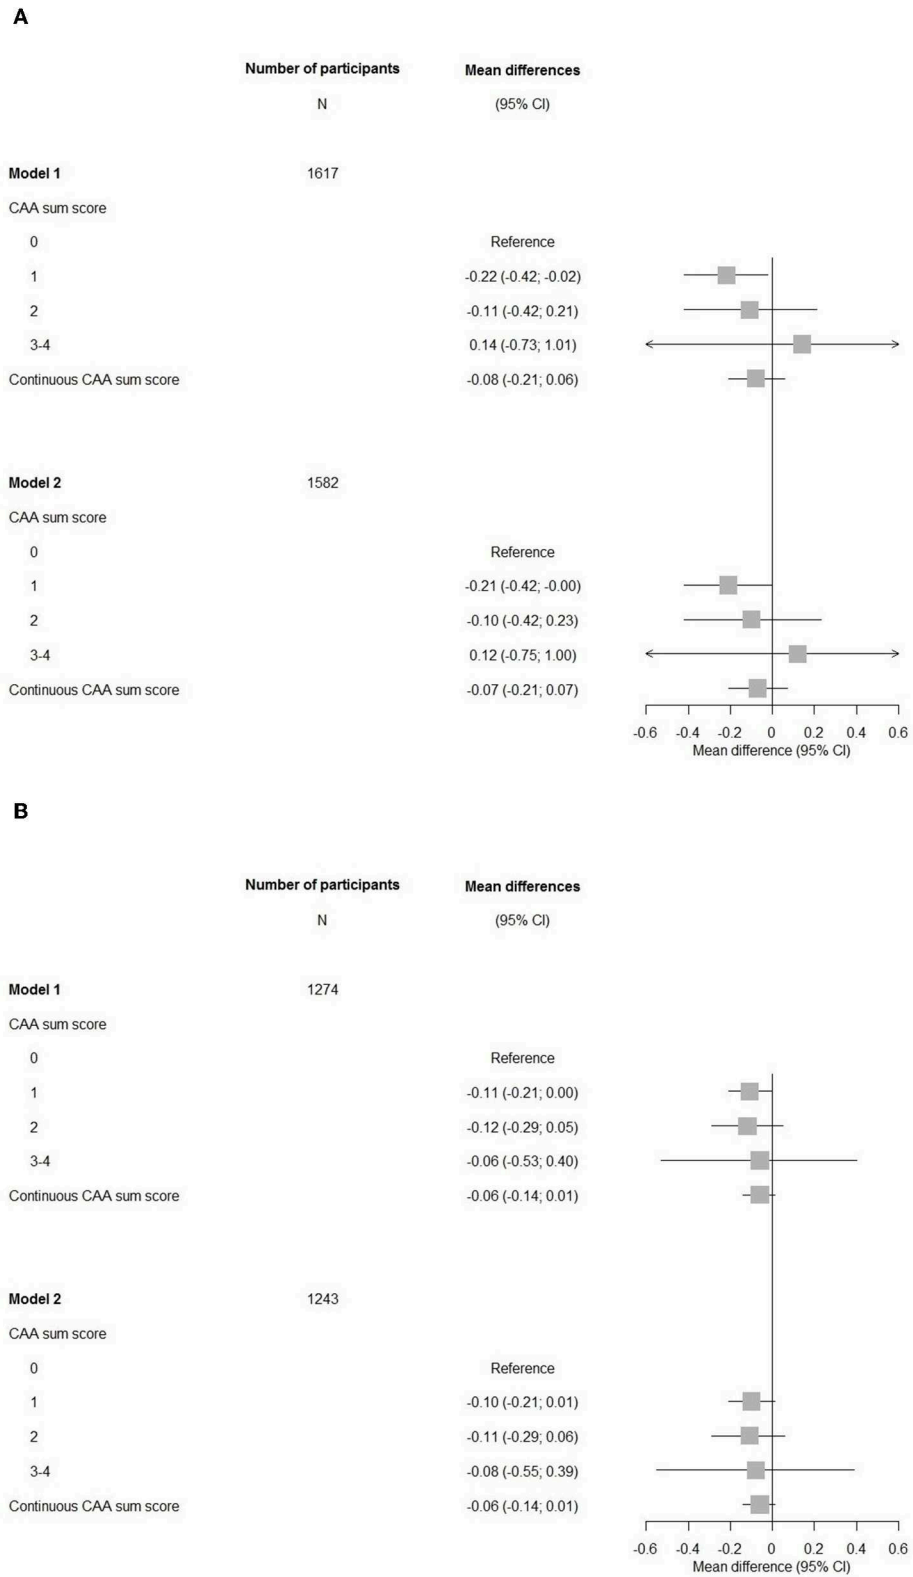 A
Number of participants Mean differences
N (95% CI)
Model 1 1617
CAA sum score
0 Reference
1 -0.22 (-0.42; -0.02)
2 -0.11 (-0.42; 0.21)
3-4 0.14 (-0.73; 1.01)
Continuous CAA sum score -0.08 (-0.21; 0.06)
Model 2 1582
CAA sum score
0 Reference
1 -0.21 (-0.42; -0.00)
2 -0.10 (-0.42; 0.23)
3-4 0.12 (-0.75; 1.00)
Continuous CAA sum score -0.07 (-0.21; 0.07)
-0.6 -0.4 -0.2 0 0.2 0.4 0.6
Mean difference (95% CI)
B
Number of participants Mean differences
N (95% CI)
Model 1 1274
CAA sum score
0 Reference
1 -0.11 (-0.21; 0.00)
2 -0.12 (-0.29; 0.05)
3-4 -0.06 (-0.53; 0.40)
Continuous CAA sum score -0.06 (-0.14; 0.01)
Model 2 1243
CAA sum score
0 Reference
1 -0.10 (-0.21; 0.01)
2 -0.11 (-0.29; 0.06)
3-4 -0.08 (-0.55; 0.39)
Continuous CAA sum score -0.06 (-0.14; 0.01)
-0.6 -0.4 -0.2 0 0.2 0.4 0.6
Mean difference (95% CI)